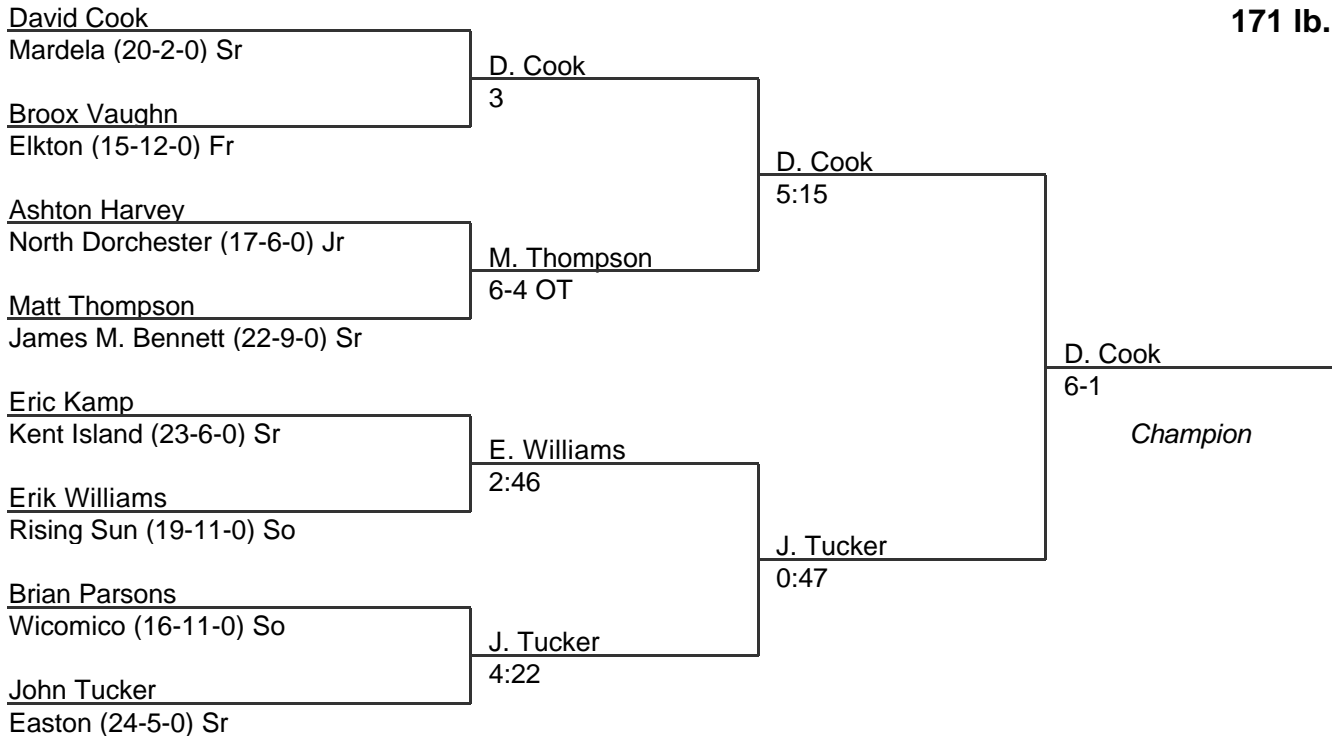 171 lb.
David Cook
Mardela (20-2-0) Sr
Broox Vaughn
Elkton (15-12-0) Fr
Ashton Harvey
North Dorchester (17-6-0) Jr
Matt Thompson
James M. Bennett (22-9-0) Sr
Eric Kamp
Kent Island (23-6-0) Sr
Erik Williams
Rising Sun (19-11-0) So
Brian Parsons
Wicomico (16-11-0) So
John Tucker
Easton (24-5-0) Sr
D. Cook
3
M. Thompson
6-4 OT
E. Williams
2:46
J. Tucker
4:22
D. Cook
5:15
J. Tucker
0:47
D. Cook
6-1
Champion